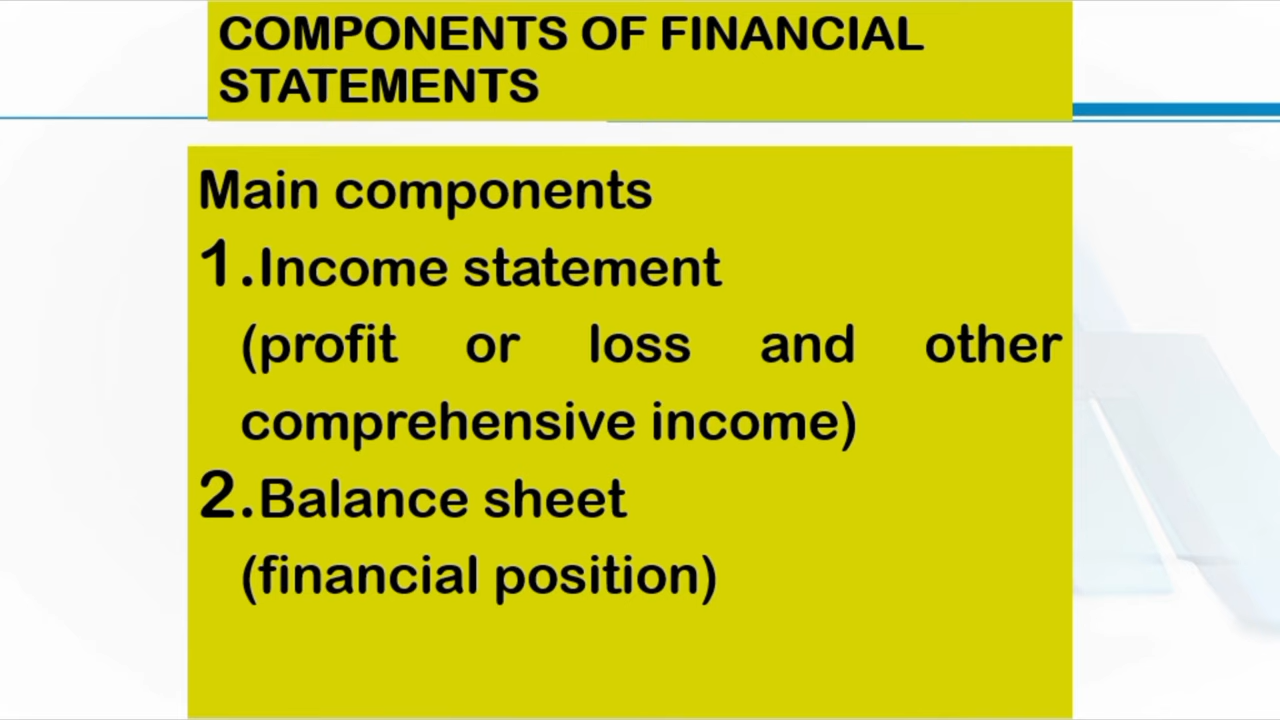 COMPONENTS OF FINANCIAL
STATEMENTS
Main components
1.Income statement
(profit or loss and other
comprehensive income)
2.Balance sheet
(financial position)